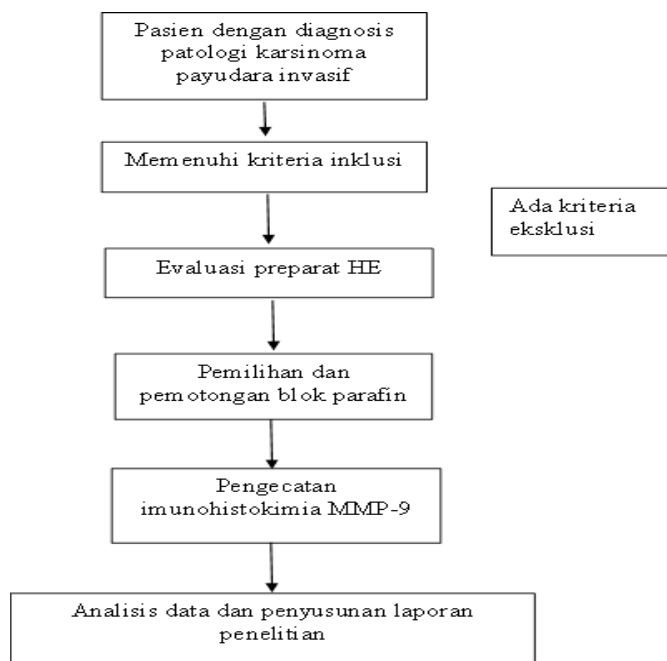 Pasien dengan diagnosis
patologi karsinoma
payudara invasif
Memenuhi kriteria inklusi
Ada kriteria
eksklusi
Evaluasi preparat HE
Pemilihan dan
pemotongan blok parafin
Pengecatan
imunohistokimia MMP-9
Analisis data dan penyusunan laporan
penelitian